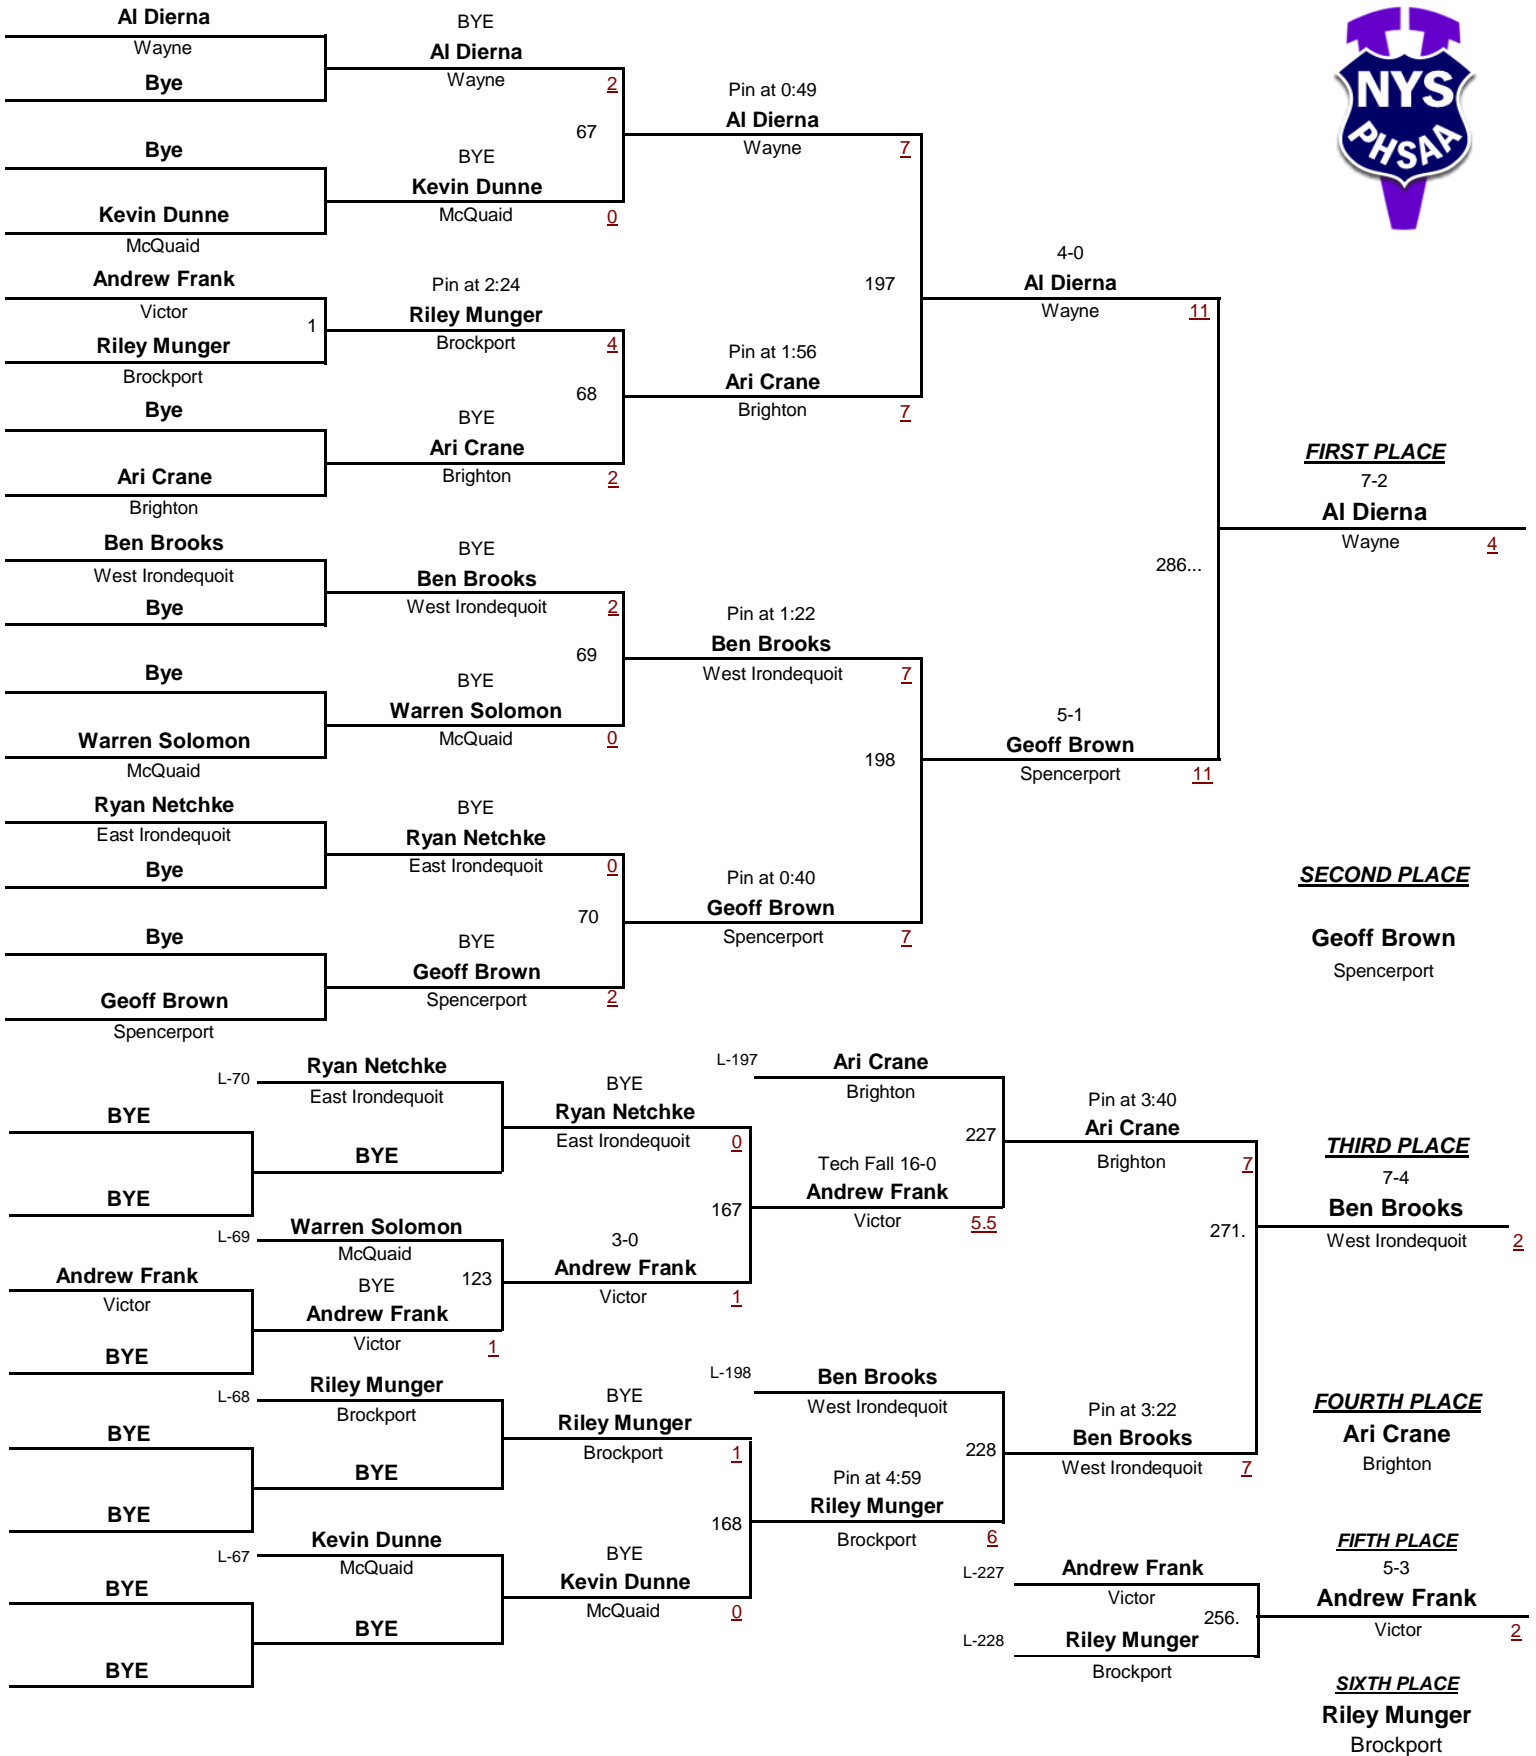 Al Dierna
Wayne
Bye
Bye
Kevin Dunne
McQuaid
Andrew Frank
Victor
1
Riley Munger
Brockport
Bye
Ari Crane
Brighton
Ben Brooks
West Irondequoit
Bye
Bye
Warren Solomon
McQuaid
Ryan Netchke
East Irondequoit
Bye
Bye
Geoff Brown
Spencerport
BYE
Al Dierna
Wayne
2
67
BYE
Kevin Dunne
McQuaid
0
Pin at 2:24
Riley Munger
Brockport
4
68
BYE
Ari Crane
Brighton
2
BYE
Ben Brooks
West Irondequoit
2
69
BYE
Warren Solomon
McQuaid
0
BYE
Ryan Netchke
East Irondequoit
0
70
BYE
Geoff Brown
Spencerport
2
Pin at 0:49
Al Dierna
Wayne
7
197
Pin at 1:56
Ari Crane
Brighton
7
Pin at 1:22
Ben Brooks
West Irondequoit
7
198
Pin at 0:40
Geoff Brown
Spencerport
7
4-0
Al Dierna
Wayne
11
286...
5-1
Geoff Brown
Spencerport
11
NYS
PHSAA
FIRST PLACE
7-2
Al Dierna
Wayne
4
SECOND PLACE
Geoff Brown
Spencerport
BYE
BYE
Andrew Frank
Victor
BYE
BYE
BYE
BYE
BYE
L-70
Ryan Netchke
East Irondequoit
BYE
L-69
Warren Solomon
McQuaid
123
BYE
Andrew Frank
Victor
1
L-68
Riley Munger
Brockport
BYE
L-67
Kevin Dunne
McQuaid
BYE
BYE
Ryan Netchke
East Irondequoit
0
167
3-0
Andrew Frank
Victor
1
BYE
Riley Munger
Brockport
1
168
BYE
Kevin Dunne
McQuaid
0
L-197
Ari Crane
Brighton
227
Tech Fall 16-0
Andrew Frank
Victor
5.5
L-198
Ben Brooks
West Irondequoit
228
Pin at 4:59
Riley Munger
Brockport
6
Pin at 3:40
Ari Crane
Brighton
7
271.
Pin at 3:22
Ben Brooks
West Irondequoit
7
L-227
Andrew Frank
Victor
256.
L-228
Riley Munger
Brockport
THIRD PLACE
7-4
Ben Brooks
West Irondequoit
2
FOURTH PLACE
Ari Crane
Brighton
FIFTH PLACE
5-3
Andrew Frank
Victor
2
SIXTH PLACE
Riley Munger
Brockport